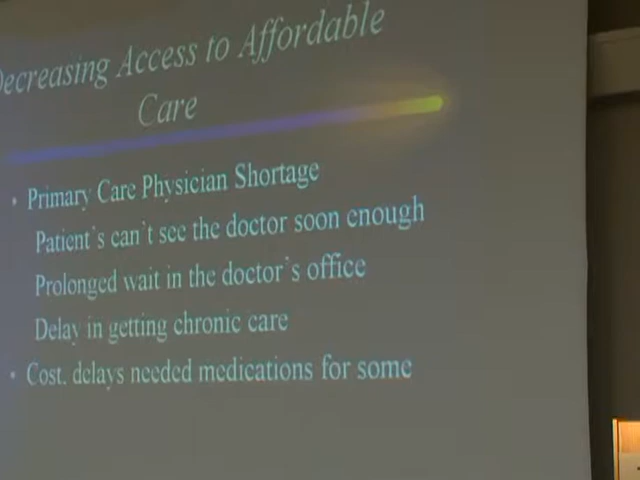 Decreasing Access to Affordable
Care
• Primary Care Physician Shortage
Patient's can't see the doctor soon enough
Prolonged wait in the doctor's office
Delay in getting chronic care
• Cost. delays needed medications for some